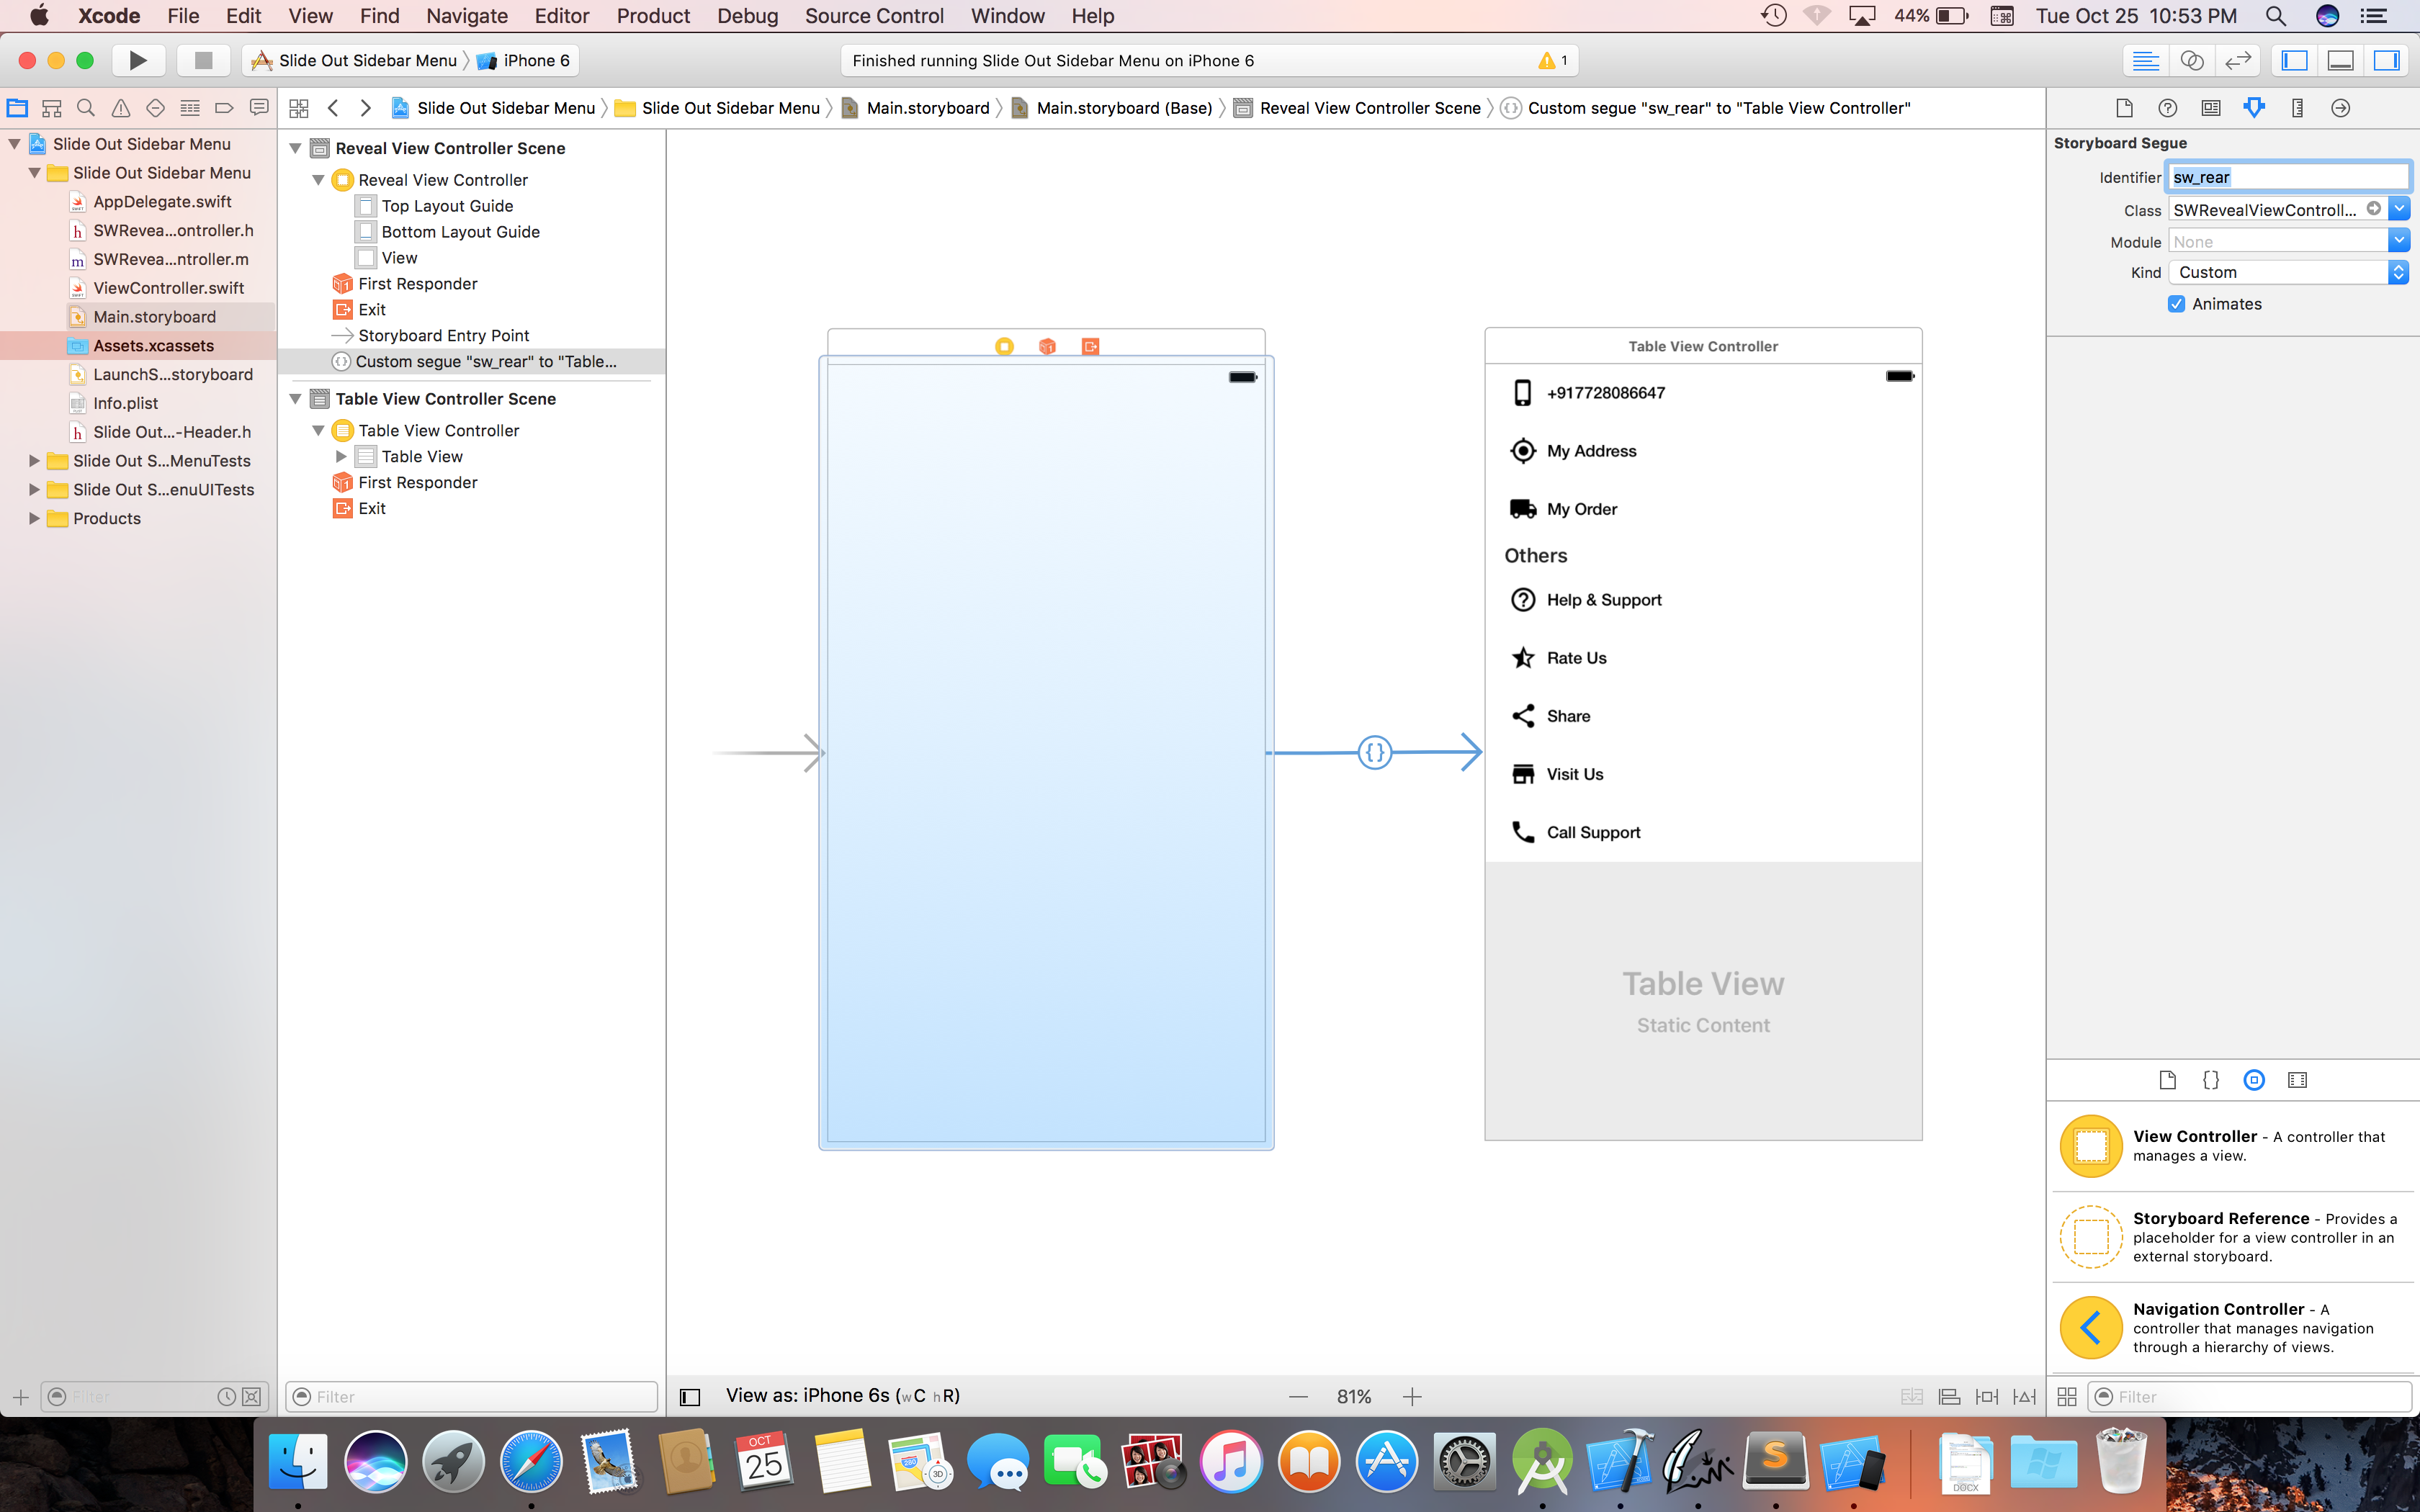 Xcode File Edit View Find Navigate Editor Product Debug Source Control Window Help
44% Tue Oct 25 10:53 PM
Slide Out Sidebar Menu iPhone 6
Finished running Slide Out Sidebar Menu on iPhone 6
1
Slide Out Sidebar Menu Slide Out Sidebar Menu Main.storyboard Main.storyboard (Base) Reveal View Controller Scene Custom segue "sw_rear" to "Table View Controller"
Slide Out Sidebar Menu
Slide Out Sidebar Menu
AppDelegate.swift
SWRevea...ontroller.h
SWRevea...ntroller.m
ViewController.swift
Main.storyboard
Assets.xcassets
LaunchS...storyboard
Info.plist
Slide Out...-Header.h
Slide Out S...MenuTests
Slide Out S...enuUITests
Products
Filter
Reveal View Controller Scene
Reveal View Controller
Top Layout Guide
Bottom Layout Guide
View
First Responder
Exit
Storyboard Entry Point
Custom segue "sw_rear" to "Table...
Table View Controller Scene
Table View Controller
Table View
First Responder
Exit
Filter
Table View Controller
+917728086647
My Address
My Order
Others
Help & Support
Rate Us
Share
Visit Us
Call Support
Table View
Static Content
View as: iPhone 6s (wC hR)
81%
Storyboard Segue
Identifier sw_rear
Class SWRevealViewControll...
Module None
Kind Custom
Animates
View Controller - A controller that
manages a view.
Storyboard Reference - Provides a
placeholder for a view controller in an
external storyboard.
Navigation Controller - A
controller that manages navigation
through a hierarchy of views.
Filter
OCT
25
280
3D
S
DOCX